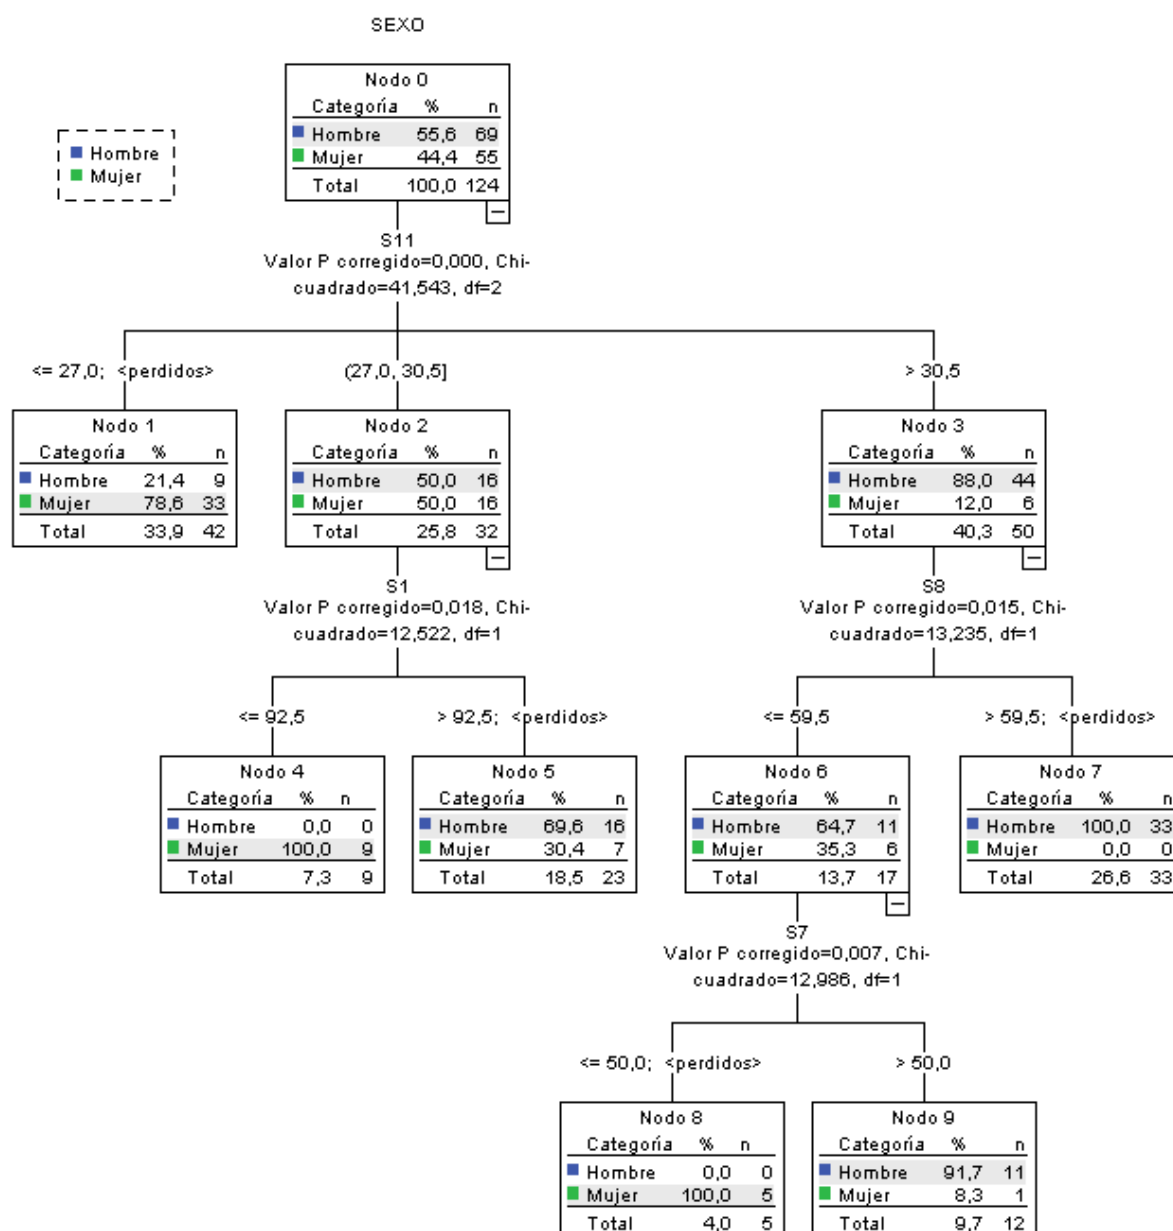 SEXO
Hombre
Mujer
Nodo 0
Categoría % n
Hombre 55,6 69
Mujer 44,4 55
Total 100,0 124
S11
Valor P corregido=0,000, Chi-
cuadrado=41,543, df=2
<= 27,0; <perdidos>
(27,0, 30,5]
> 30,5
Nodo 1
Categoría % n
Hombre 21,4 9
Mujer 78,6 33
Total 33,9 42
Nodo 2
Categoría % n
Hombre 50,0 16
Mujer 50,0 16
Total 25,8 32
Nodo 3
Categoría % n
Hombre 88,0 44
Mujer 12,0 6
Total 40,3 50
S1
Valor P corregido=0,018, Chi-
cuadrado=12,522, df=1
S8
Valor P corregido=0,015, Chi-
cuadrado=13,235, df=1
<= 92,5
> 92,5; <perdidos>
<= 59,5
> 59,5; <perdidos>
Nodo 4
Categoría % n
Hombre 0,0 0
Mujer 100,0 9
Total 7,3 9
Nodo 5
Categoría % n
Hombre 69,6 16
Mujer 30,4 7
Total 18,5 23
Nodo 6
Categoría % n
Hombre 64,7 11
Mujer 35,3 6
Total 13,7 17
Nodo 7
Categoría % n
Hombre 100,0 33
Mujer 0,0 0
Total 26,6 33
S7
Valor P corregido=0,007, Chi-
cuadrado=12,986, df=1
<= 50,0; <perdidos>
> 50,0
Nodo 8
Categoría % n
Hombre 0,0 0
Mujer 100,0 5
Total 4,0 5
Nodo 9
Categoría % n
Hombre 91,7 11
Mujer 8,3 1
Total 9,7 12